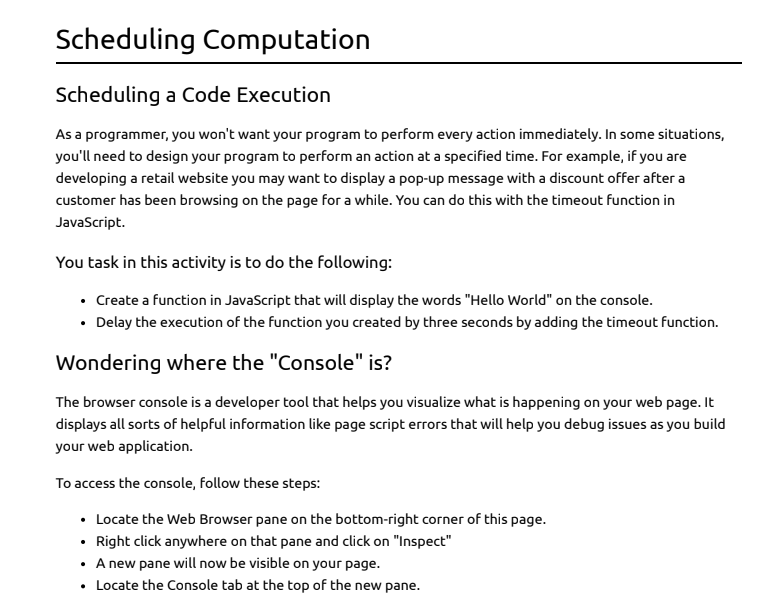 Scheduling Computation
Scheduling a Code Execution
As a programmer, you won't want your program to perform every action immediately. In some situations,
you'll need to design your program to perform an action at a specified time. For example, if you are
developing a retail website you may want to display a pop-up message with a discount offer after a
customer has been browsing on the page for a while. You can do this with the timeout function in
JavaScript.
You task in this activity is to do the following:
• Create a function in JavaScript that will display the words "Hello World" on the console.
• Delay the execution of the function you created by three seconds by adding the timeout function.
Wondering where the "Console" is?
The browser console is a developer tool that helps you visualize what is happening on your web page. It
displays all sorts of helpful information like page script errors that will help you debug issues as you build
your web application.
To access the console, follow these steps:
• Locate the Web Browser pane on the bottom-right corner of this page.
• Right click anywhere on that pane and click on "Inspect"
• A new pane will now be visible on your page.
• Locate the Console tab at the top of the new pane.